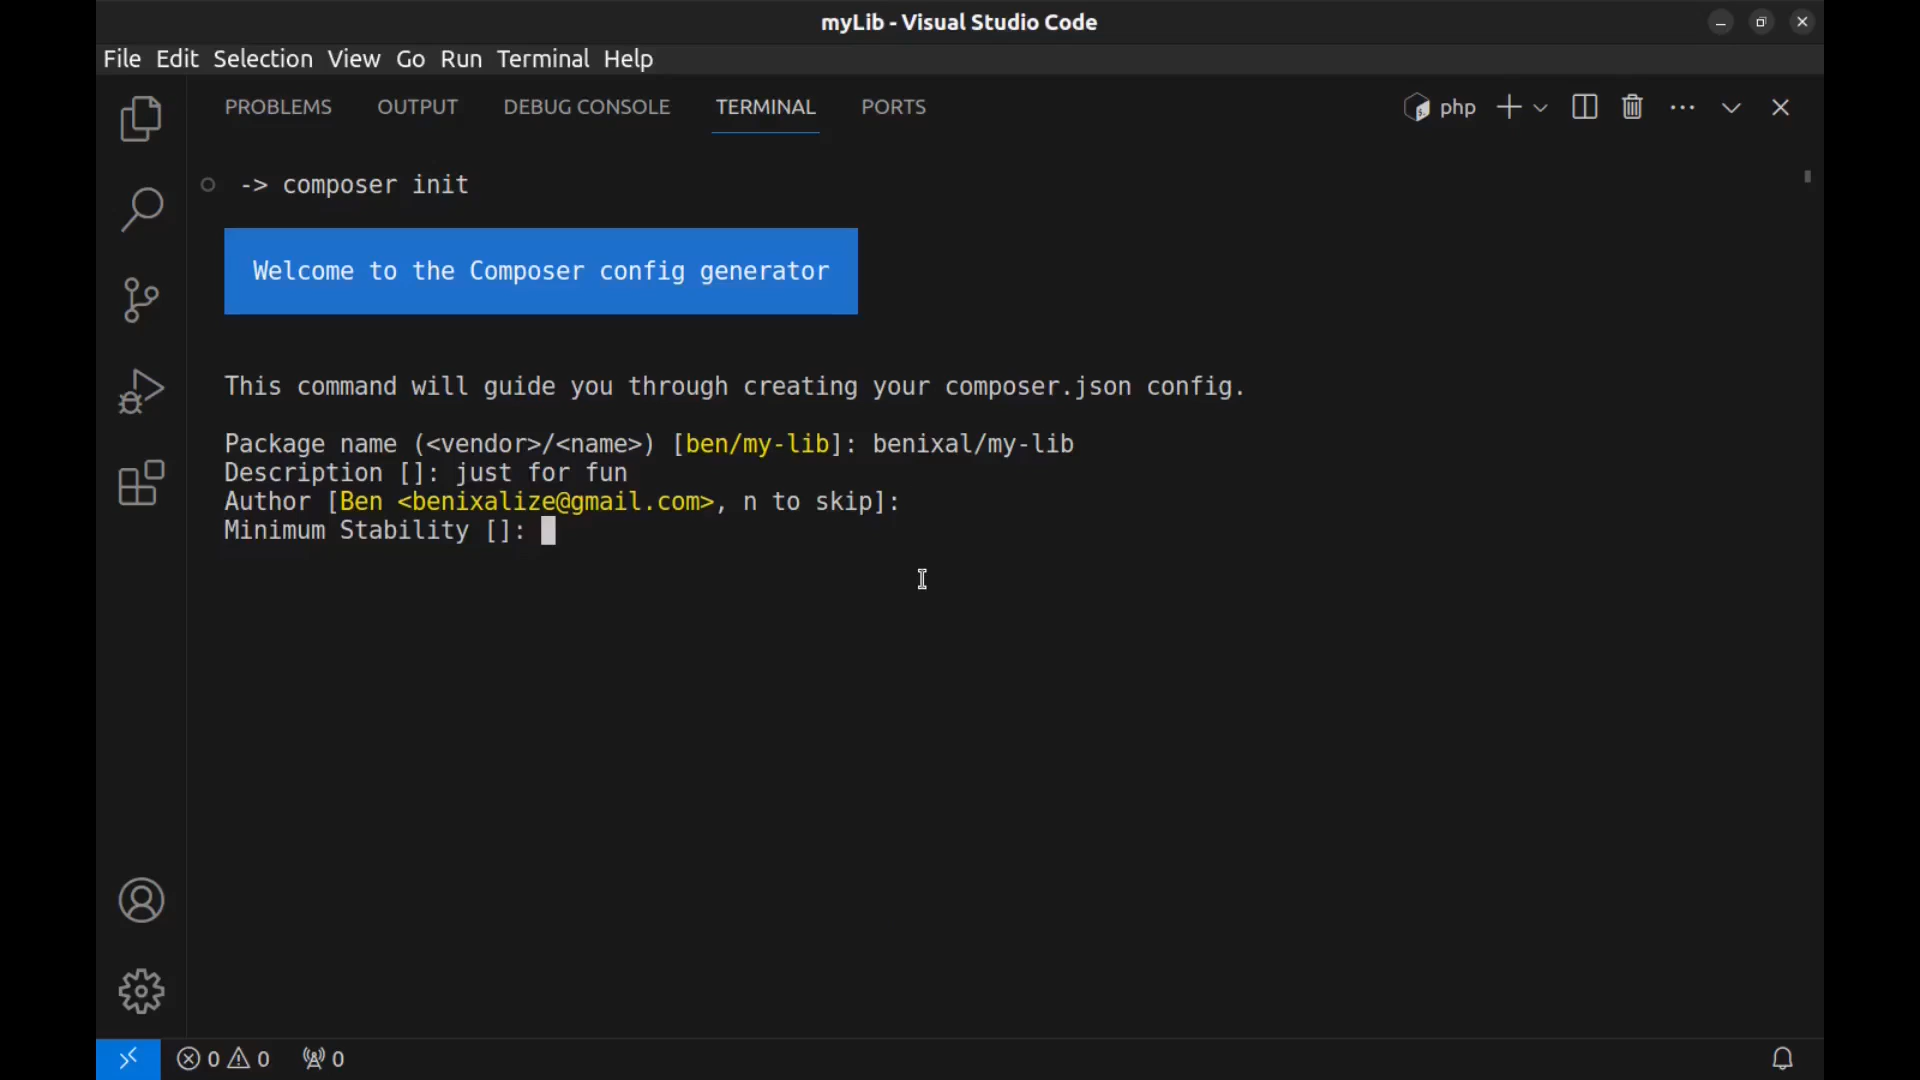 myLib - Visual Studio Code
File Edit Selection View Go Run Terminal Help
PROBLEMS OUTPUT DEBUG CONSOLE TERMINAL PORTS php
-> composer init
Welcome to the Composer config generator
This command will guide you through creating your composer.json config.
Package name (<vendor>/<name>) [ben/my-lib]: benixal/my-lib
Description []: just for fun
Author [Ben <benixalize@gmail.com>, n to skip]:
Minimum Stability []:
0 0 0